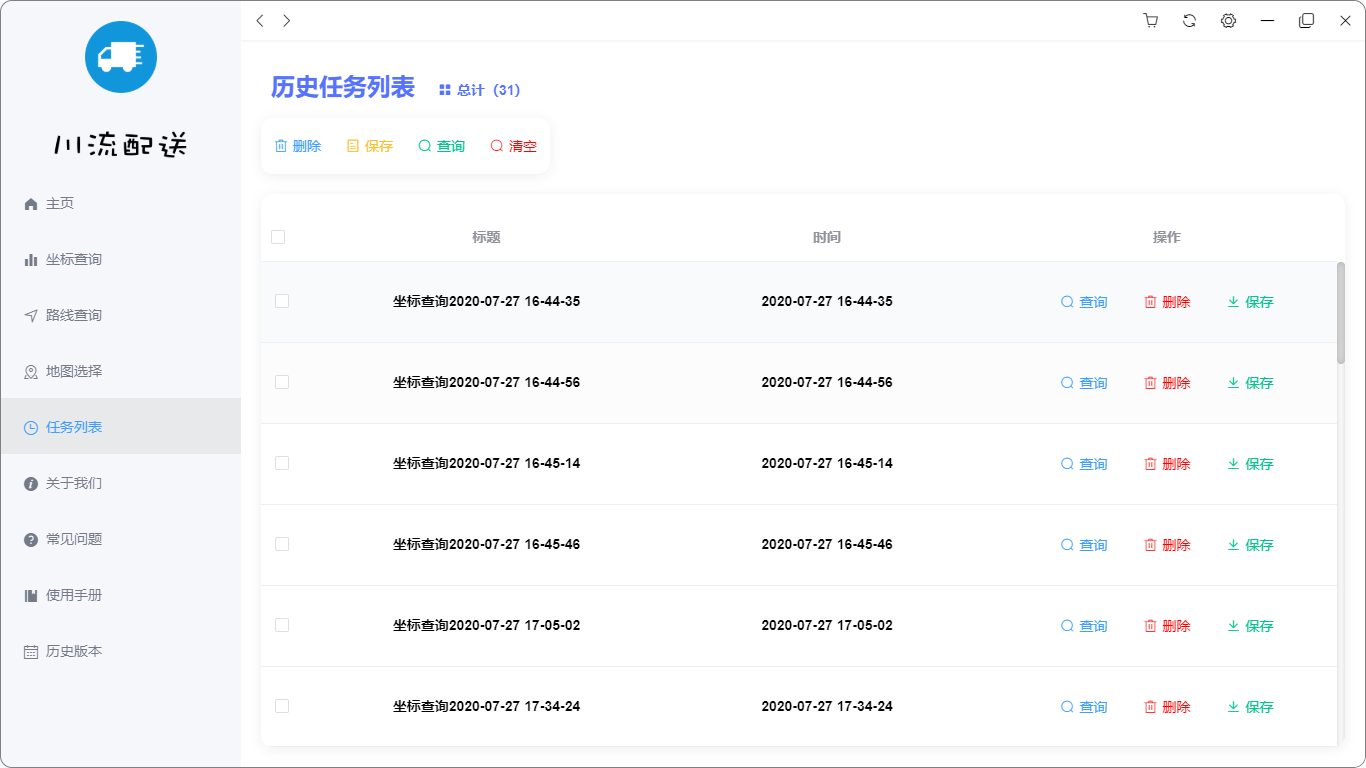 川流配送
主页
坐标查询
路线查询
地图选择
任务列表
关于我们
常见问题
使用手册
历史版本
历史任务列表 总计（31）
删除 保存 查询 清空
标题 时间 操作
坐标查询2020-07-27 16-44-35 2020-07-27 16-44-35 查询 删除 保存
坐标查询2020-07-27 16-44-56 2020-07-27 16-44-56 查询 删除 保存
坐标查询2020-07-27 16-45-14 2020-07-27 16-45-14 查询 删除 保存
坐标查询2020-07-27 16-45-46 2020-07-27 16-45-46 查询 删除 保存
坐标查询2020-07-27 17-05-02 2020-07-27 17-05-02 查询 删除 保存
坐标查询2020-07-27 17-34-24 2020-07-27 17-34-24 查询 删除 保存